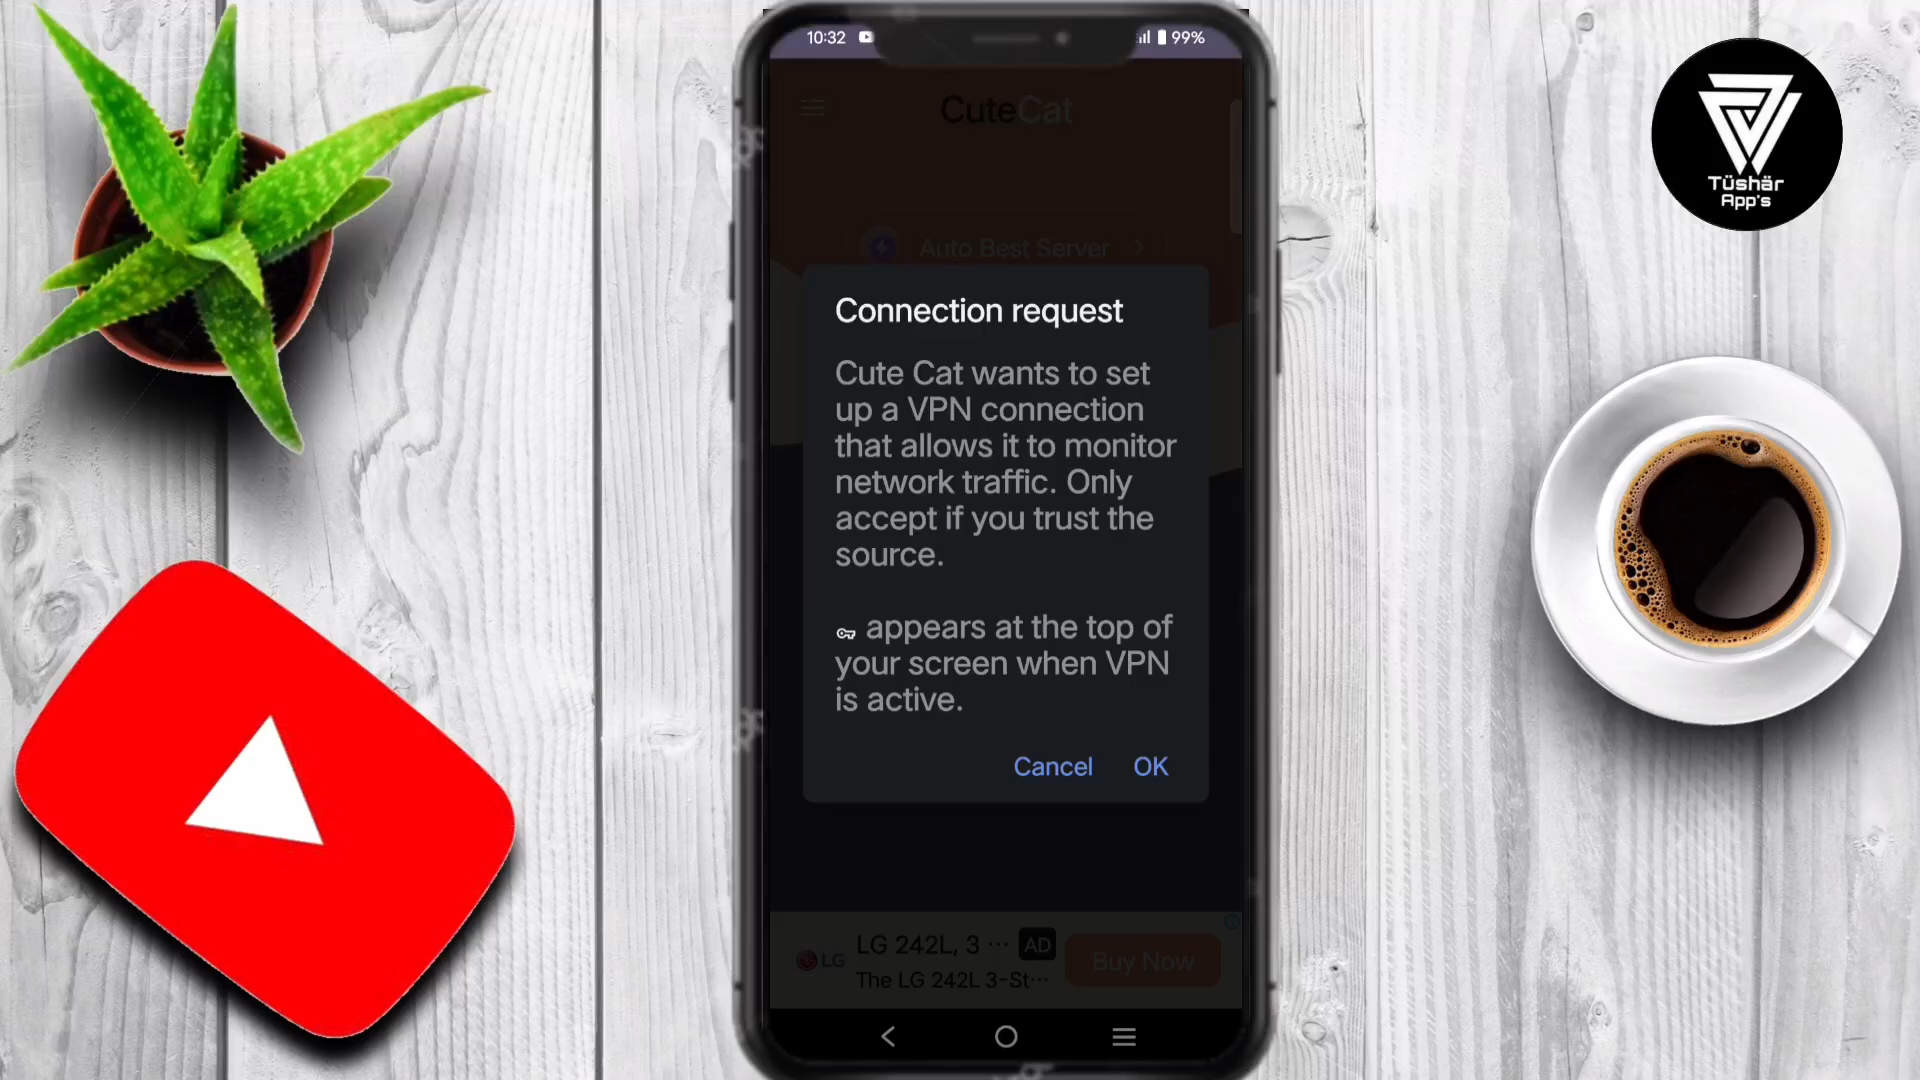 10:32
99%
CuteCat
Auto Best Server
Connection request
Cute Cat wants to set
up a VPN connection
that allows it to monitor
network traffic. Only
accept if you trust the
source.
appears at the top of
your screen when VPN
is active.
Cancel OK
LG
LG 242L, 3 ··· AD
The LG 242L 3-St···
Buy Now
Tüshär
App's